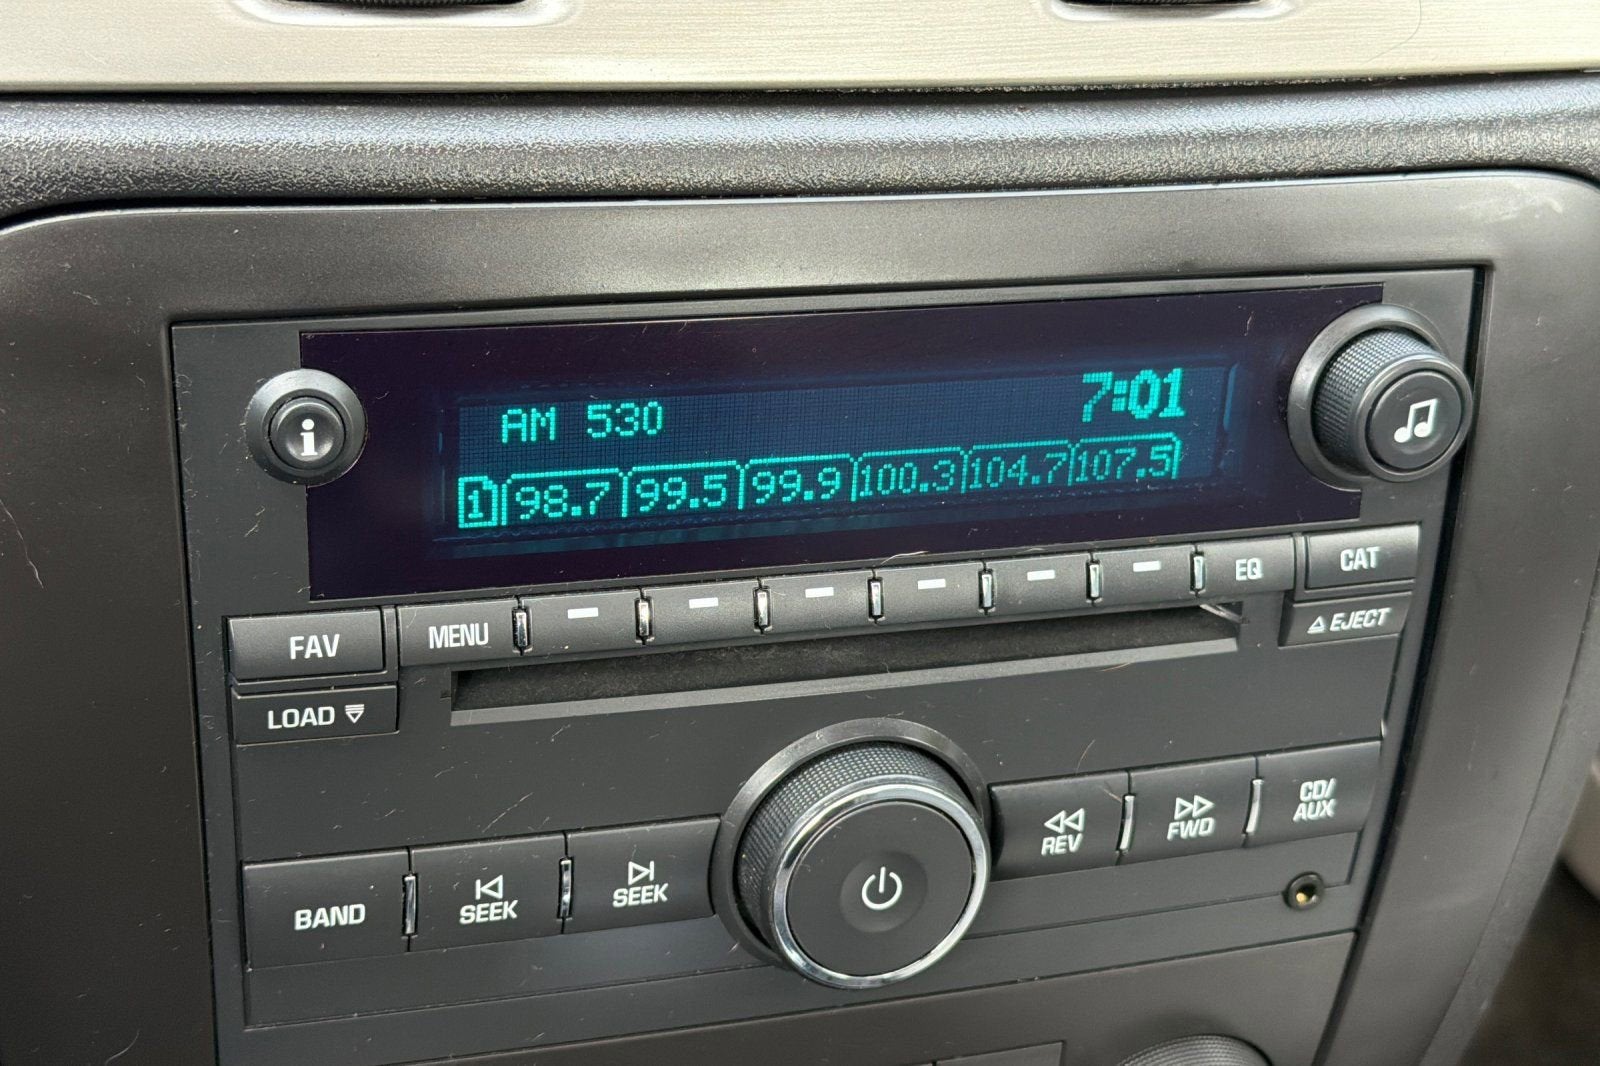 AM 530 7:01
1 98.7 99.5 99.9 100.3 104.7 107.5
i
FAV MENU EQ CAT
LOAD EJECT
BAND SEEK SEEK REV FWD CD/
AUX